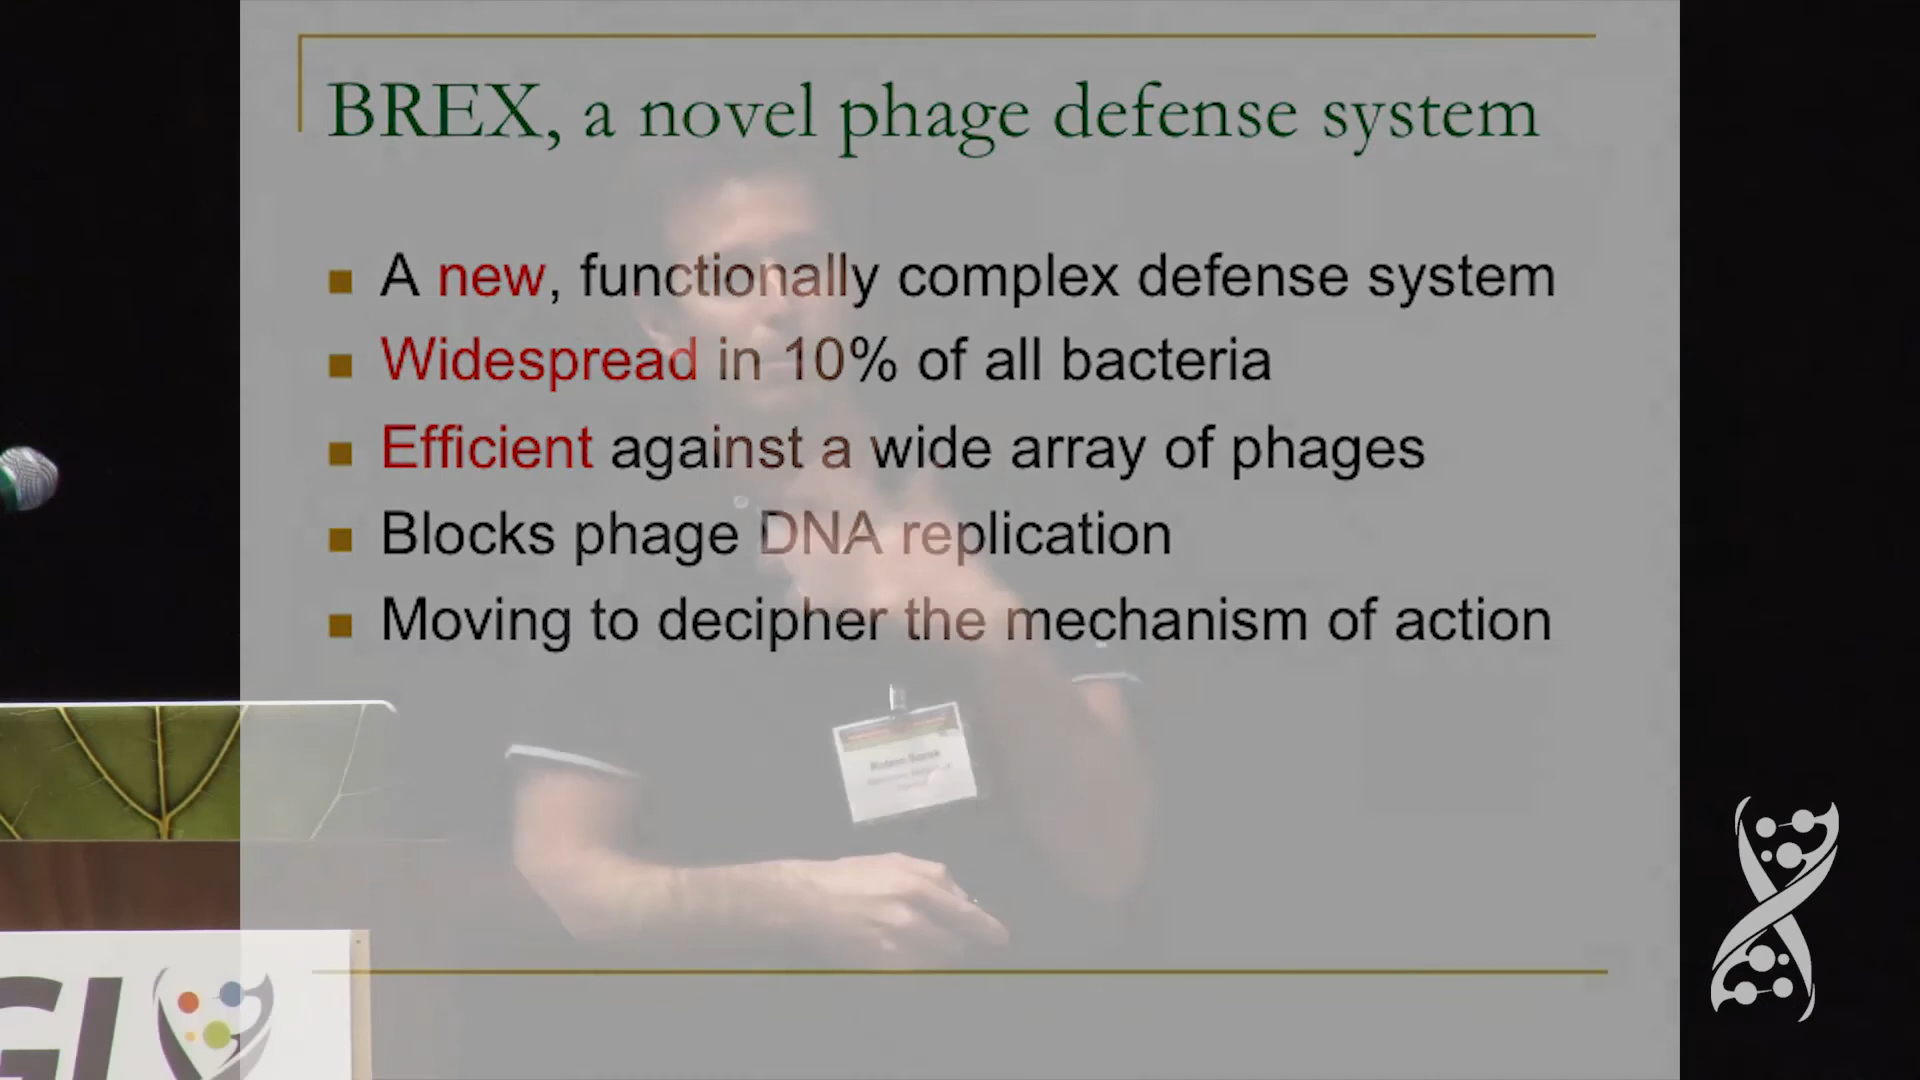 BREX, a novel phage defense system
A new, functionally complex defense system
Widespread in 10% of all bacteria
Efficient against a wide array of phages
Blocks phage DNA replication
Moving to decipher the mechanism of action
GI